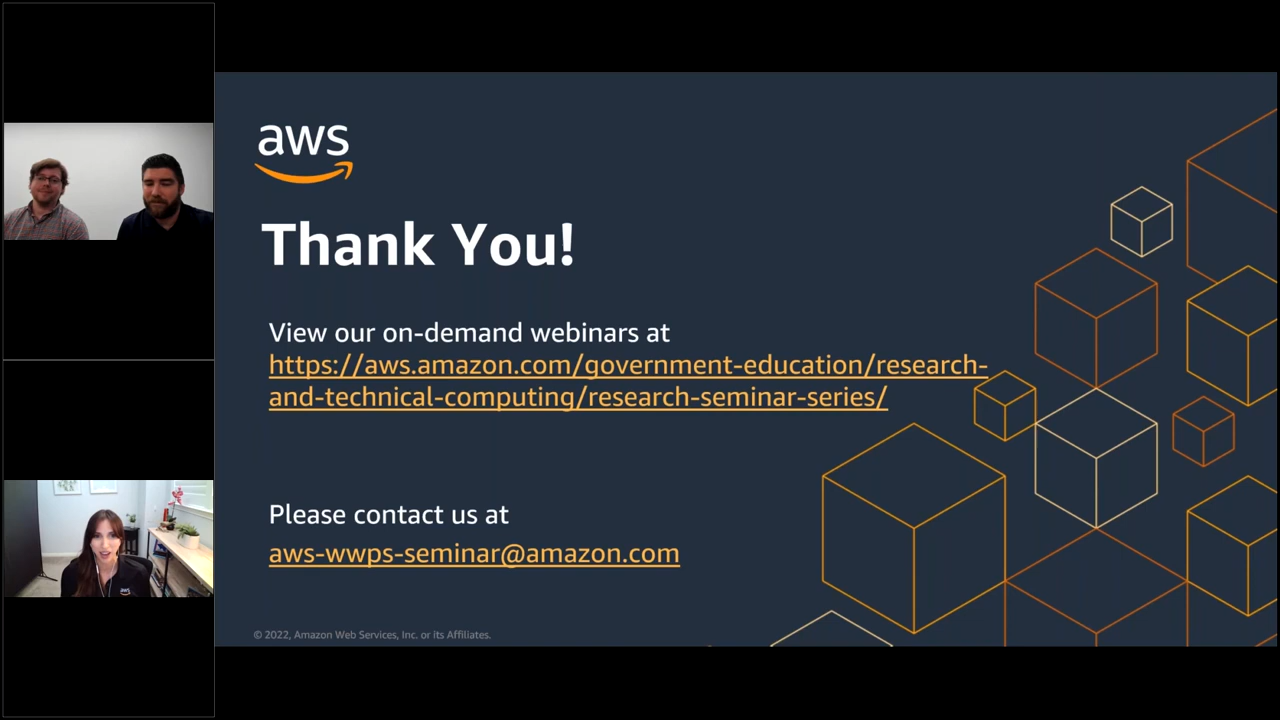 aws
Thank You!
View our on-demand webinars at
https://aws.amazon.com/government-education/research-
and-technical-computing/research-seminar-series/
Please contact us at
aws-wwps-seminar@amazon.com
© 2022, Amazon Web Services, Inc. or its Affiliates.
aws